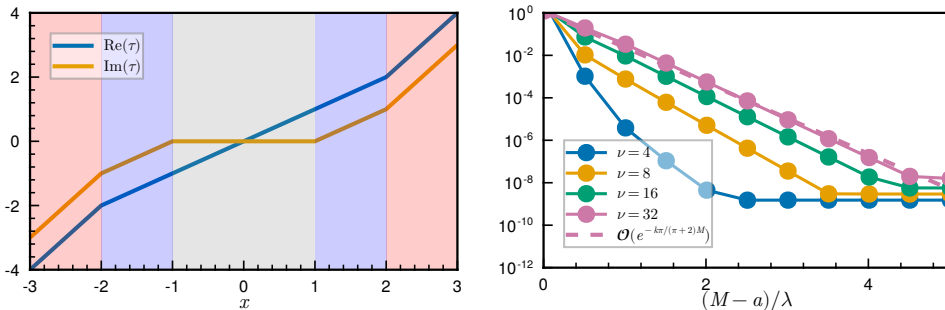 4
2
0
-2
-4
Re(τ)
Im(τ)
-3 -2 -1 0 1 2 3
x
10^0
10^-2
10^-4
10^-6
10^-8
10^-10
10^-12
ν = 4
ν = 8
ν = 16
ν = 32
𝒪(e^{-kπ/(π+2)M})
0 2 4
(M − a)/λ